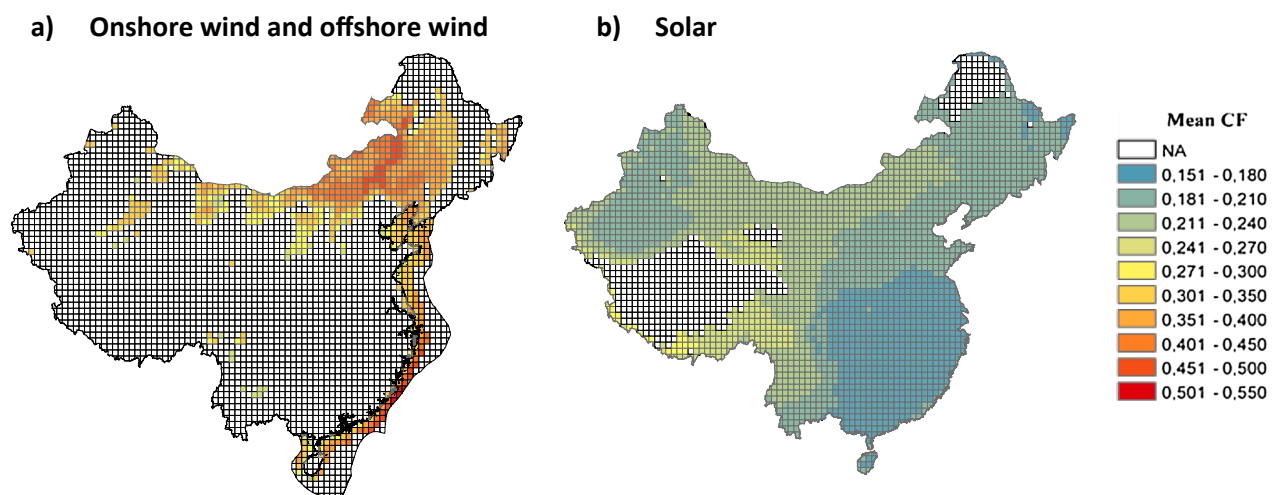 a) Onshore wind and offshore wind
b) Solar
Mean CF
NA
0,151 - 0,180
0,181 - 0,210
0,211 - 0,240
0,241 - 0,270
0,271 - 0,300
0,301 - 0,350
0,351 - 0,400
0,401 - 0,450
0,451 - 0,500
0,501 - 0,550